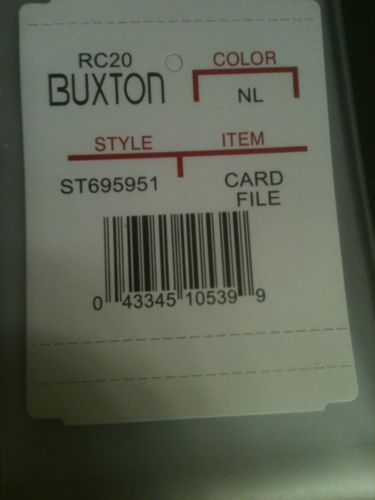 RC20
COLOR
BUXTON
NL
STYLE
ITEM
ST695951
CARD
FILE
0 43345 10539 9